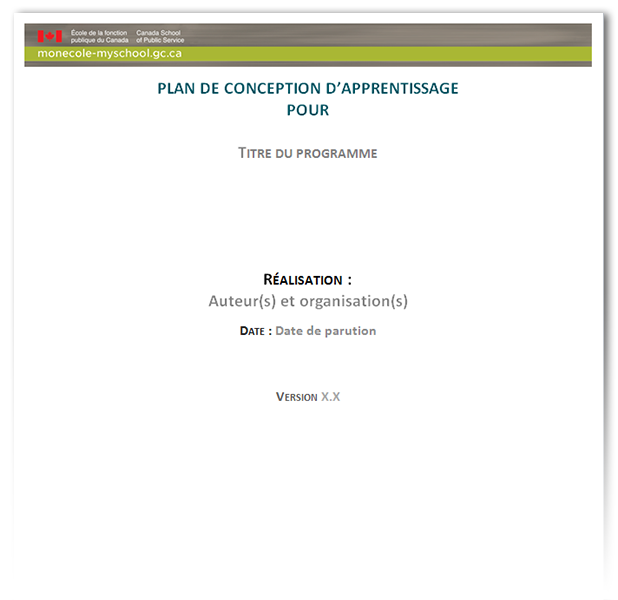 École de la fonction publique du Canada
Canada School of Public Service
monecole-myschool.gc.ca
PLAN DE CONCEPTION D’APPRENTISSAGE
POUR
TITRE DU PROGRAMME
RÉALISATION :
Auteur(s) et organisation(s)
DATE : Date de parution
VERSION X.X